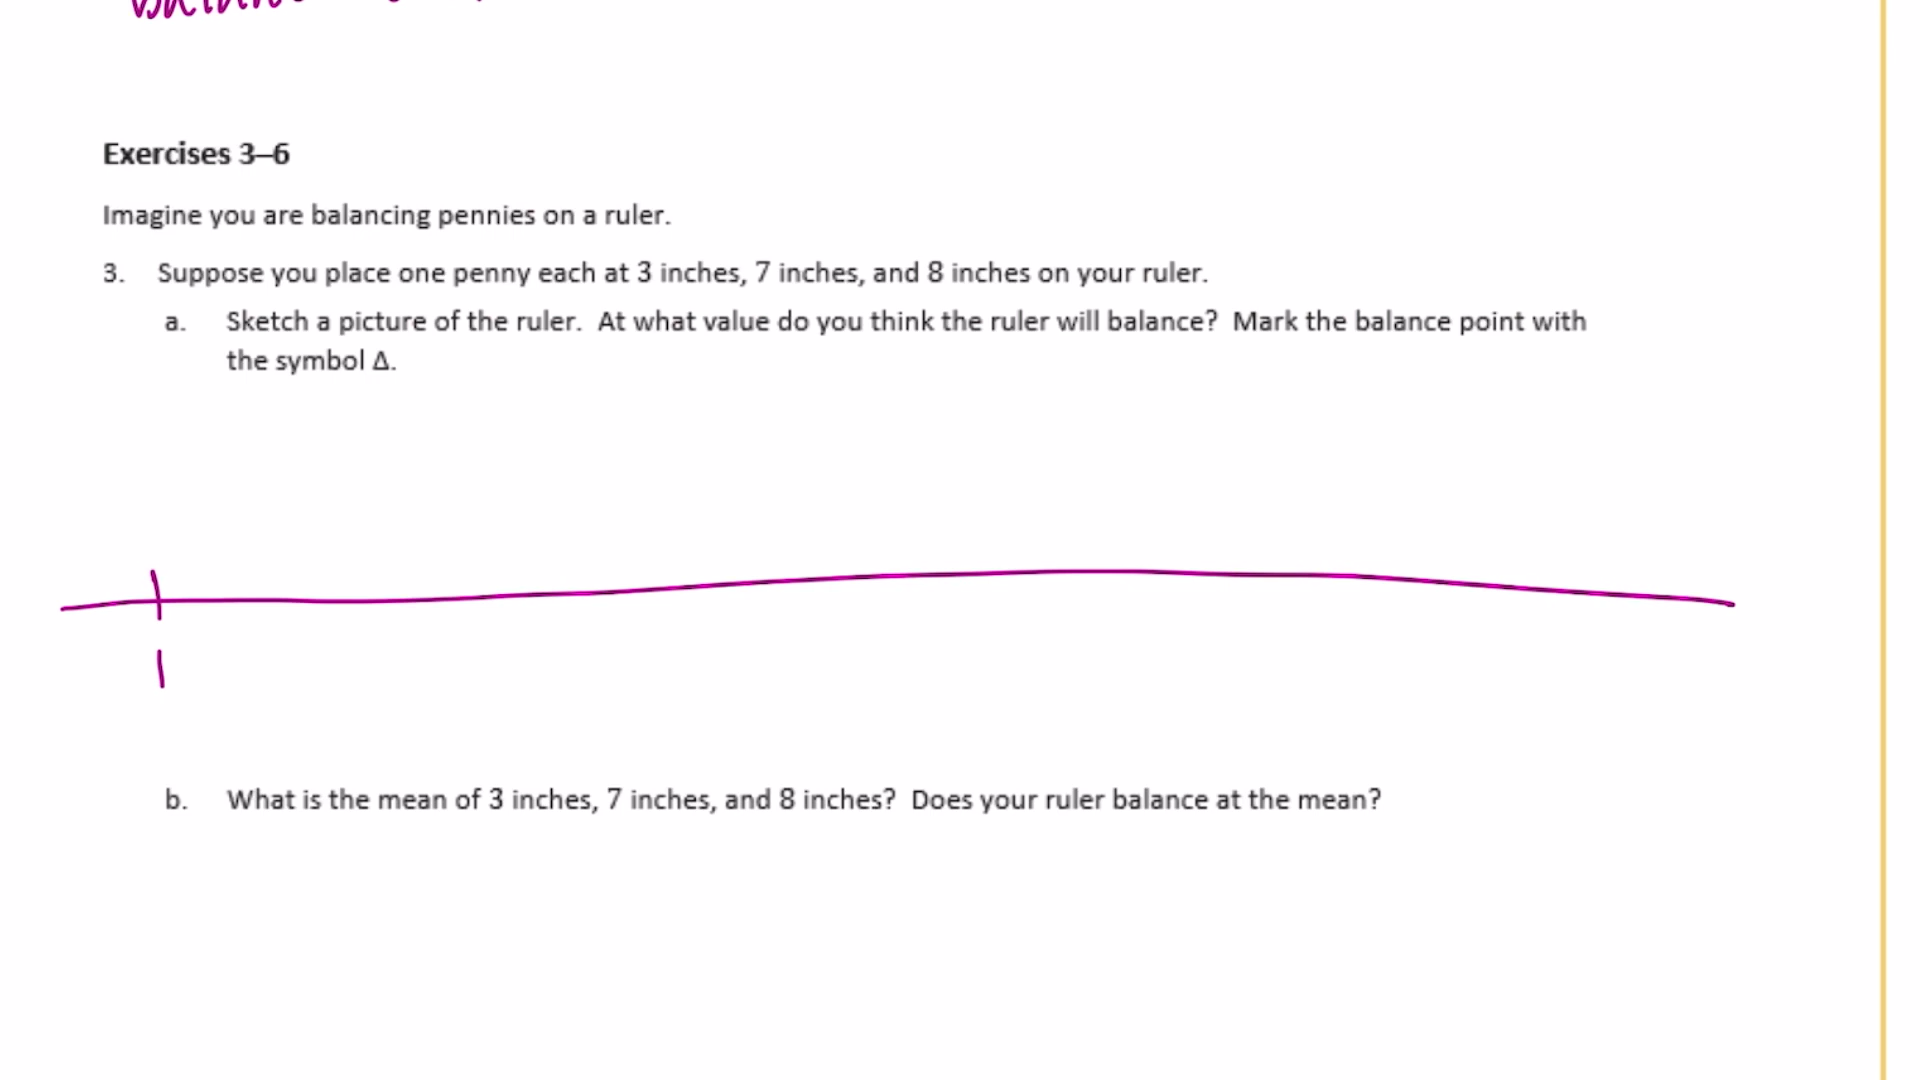 Exercises 3–6
Imagine you are balancing pennies on a ruler.
3. Suppose you place one penny each at 3 inches, 7 inches, and 8 inches on your ruler.
a. Sketch a picture of the ruler. At what value do you think the ruler will balance? Mark the balance point with
the symbol Δ.
1
b. What is the mean of 3 inches, 7 inches, and 8 inches? Does your ruler balance at the mean?